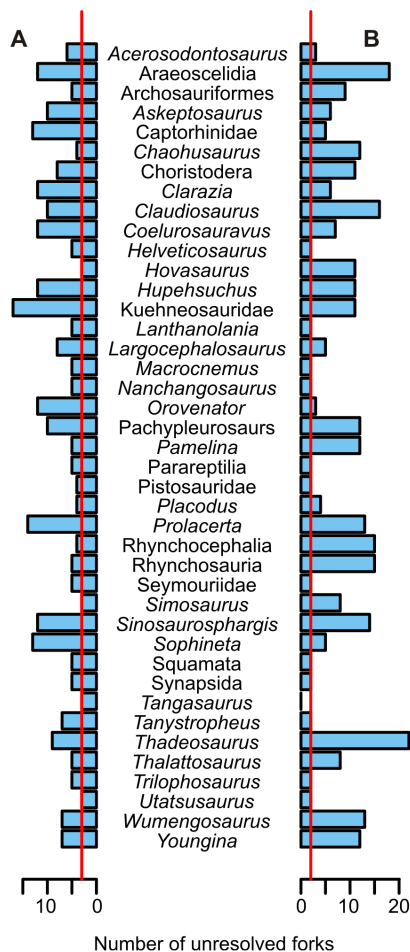 A
B
Acerosodontosaurus
Araeoscelidia
Archosauriformes
Askeptosaurus
Captorhinidae
Chaohusaurus
Choristodera
Clarazia
Claudiosaurus
Coelurosauravus
Helveticosaurus
Hovasaurus
Hupehsuchus
Kuehneosauridae
Lanthanolania
Largocephalosaurus
Macrocnemus
Nanchangosaurus
Orovenator
Pachypleurosaurs
Pamelina
Parareptilia
Pistosauridae
Placodus
Prolacerta
Rhynchocephalia
Rhynchosauria
Seymouriidae
Simosaurus
Sinosaurosphargis
Sophineta
Squamata
Synapsida
Tangasaurus
Tanystropheus
Thadeosaurus
Thalattosaurus
Trilophosaurus
Utatsusaurus
Wumengosaurus
Youngina
10 0 0 10 20
Number of unresolved forks